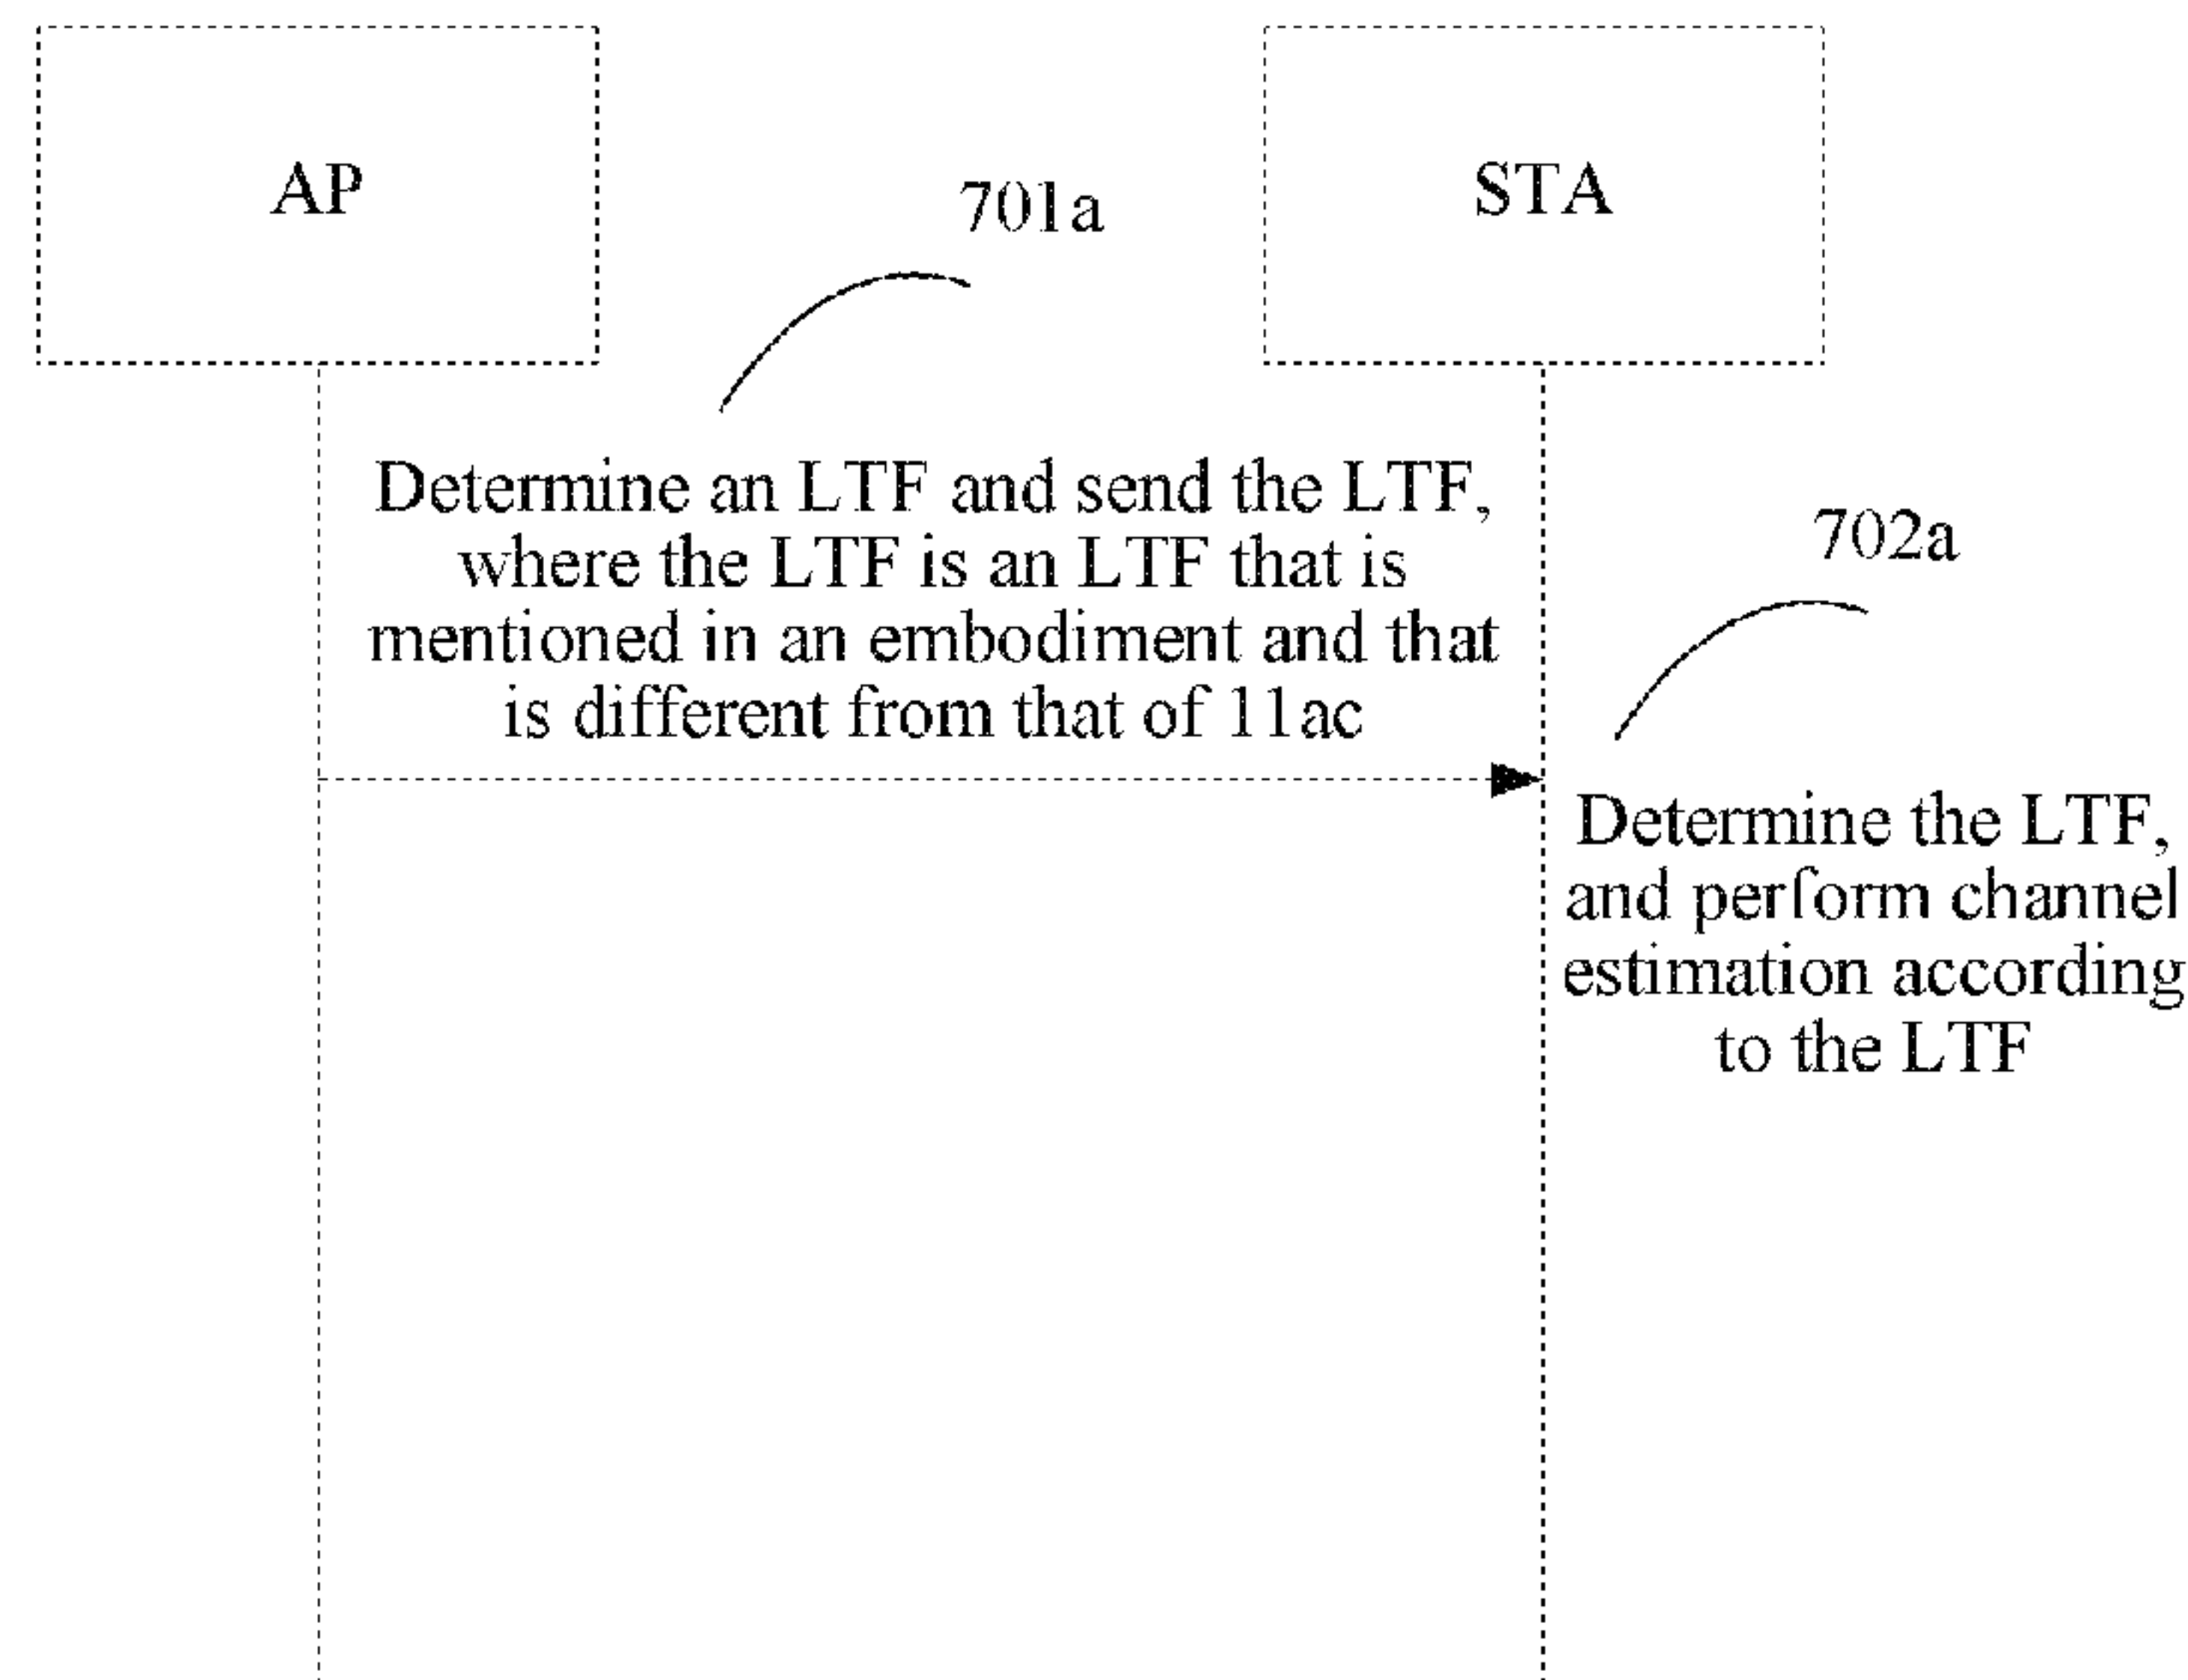 AP
STA
701a
Determine an LTF and send the LTF,
where the LTF is an LTF that is
mentioned in an embodiment and that
is different from that of 11ac
702a
Determine the LTF,
and perform channel
estimation according
to the LTF